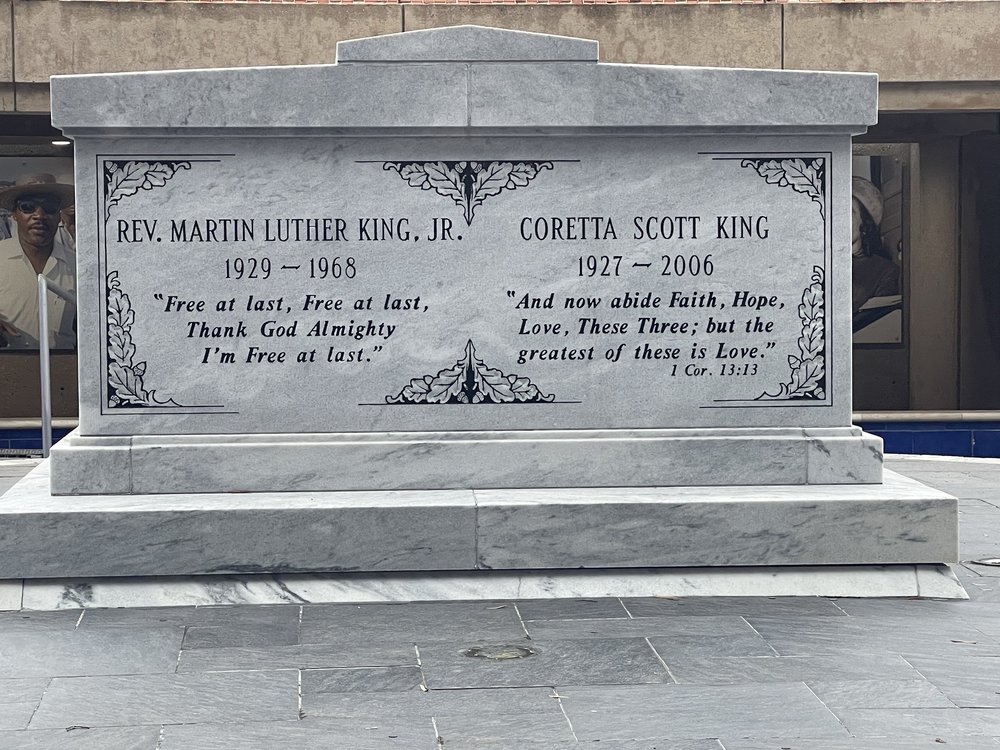 REV. MARTIN LUTHER KING, JR.
1929 – 1968
"Free at last, Free at last,
Thank God Almighty
I'm Free at last."
CORETTA SCOTT KING
1927 – 2006
"And now abide Faith, Hope,
Love, These Three; but the
greatest of these is Love."
1 Cor. 13:13